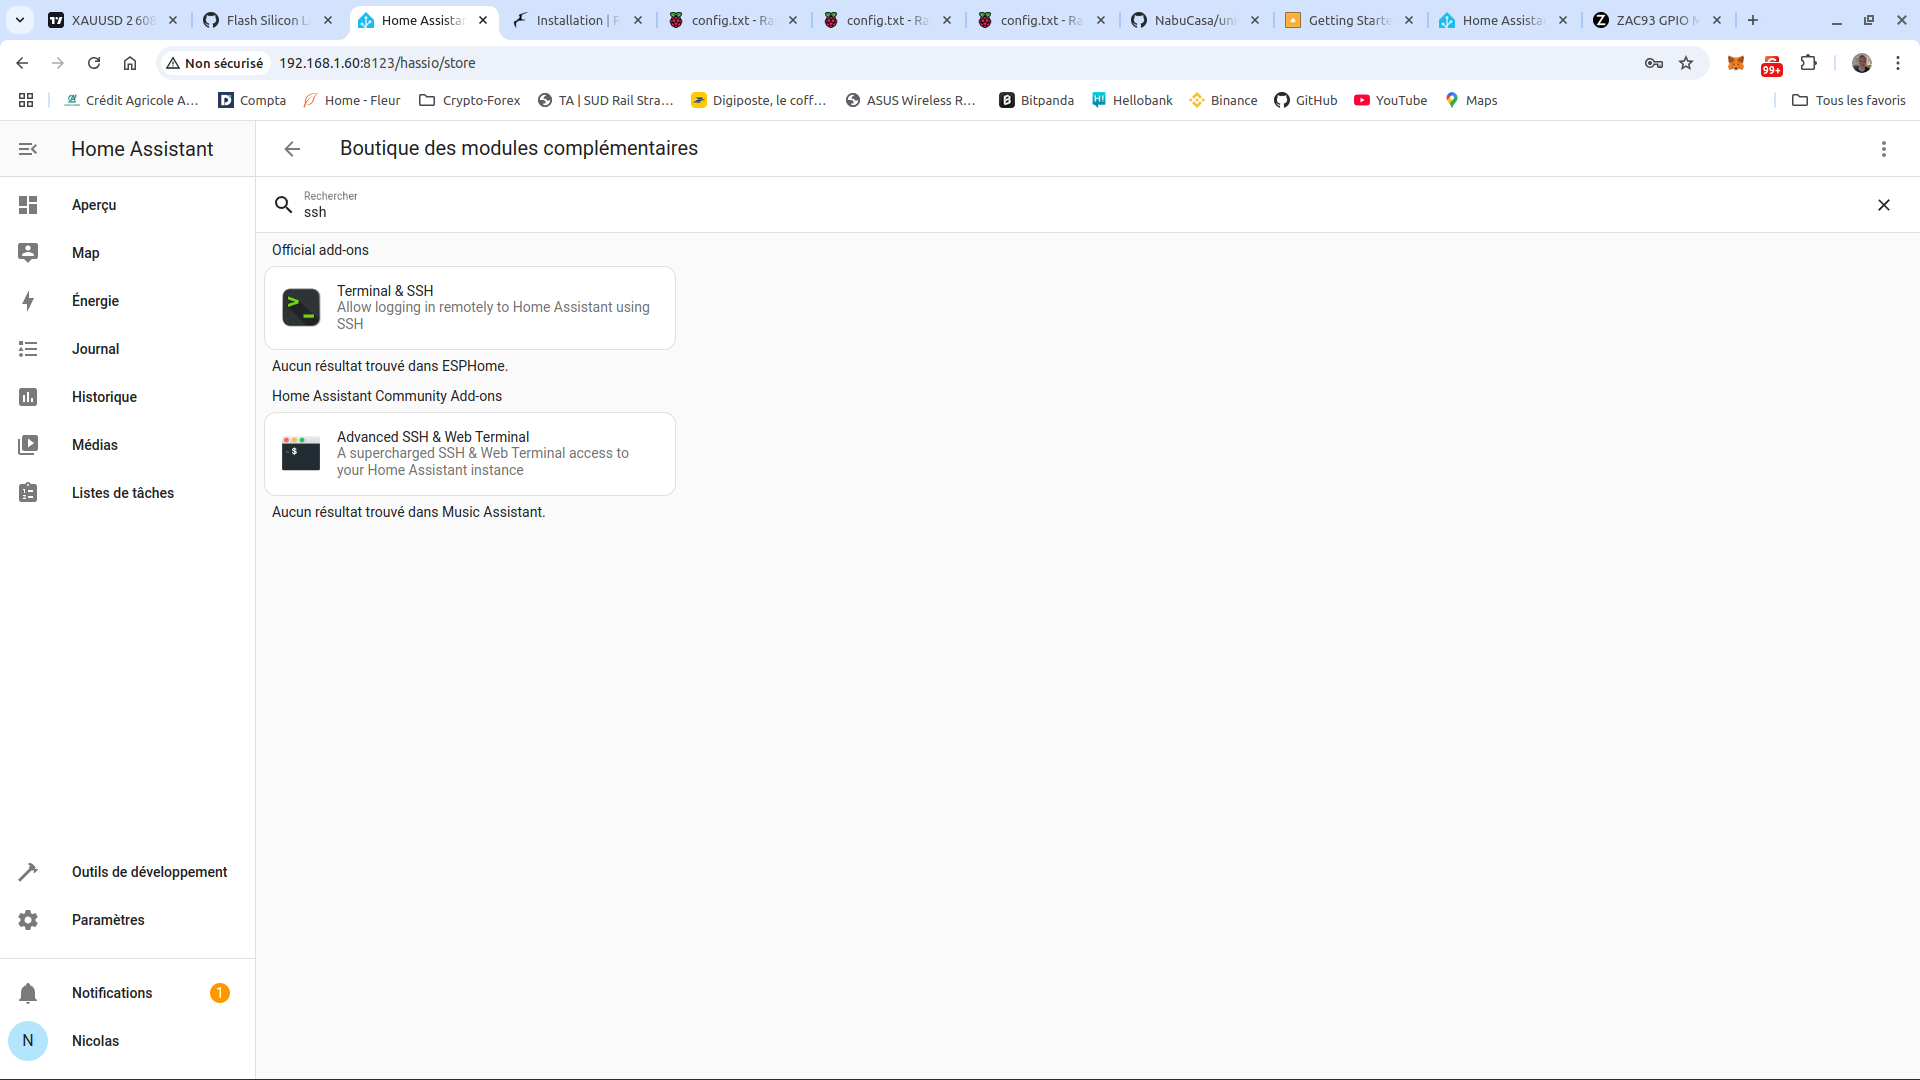 XAUUSD 2 608
Flash Silicon L
Home Assistan
Installation | F
config.txt - Ra
config.txt - Ra
config.txt - Ra
NabuCasa/uni
Getting Starte
Home Assista
ZAC93 GPIO M
Non sécurisé
192.168.1.60:8123/hassio/store
99+
Crédit Agricole A...
Compta
Home - Fleur
Crypto-Forex
TA | SUD Rail Stra...
Digiposte, le coff...
ASUS Wireless R...
Bitpanda
Hellobank
Binance
GitHub
YouTube
Maps
Tous les favoris
Home Assistant
Boutique des modules complémentaires
Aperçu
Map
Énergie
Journal
Historique
Médias
Listes de tâches
Outils de développement
Paramètres
Notifications
1
N
Nicolas
Rechercher
ssh
Official add-ons
Terminal & SSH
Allow logging in remotely to Home Assistant using
SSH
Aucun résultat trouvé dans ESPHome.
Home Assistant Community Add-ons
Advanced SSH & Web Terminal
A supercharged SSH & Web Terminal access to
your Home Assistant instance
Aucun résultat trouvé dans Music Assistant.